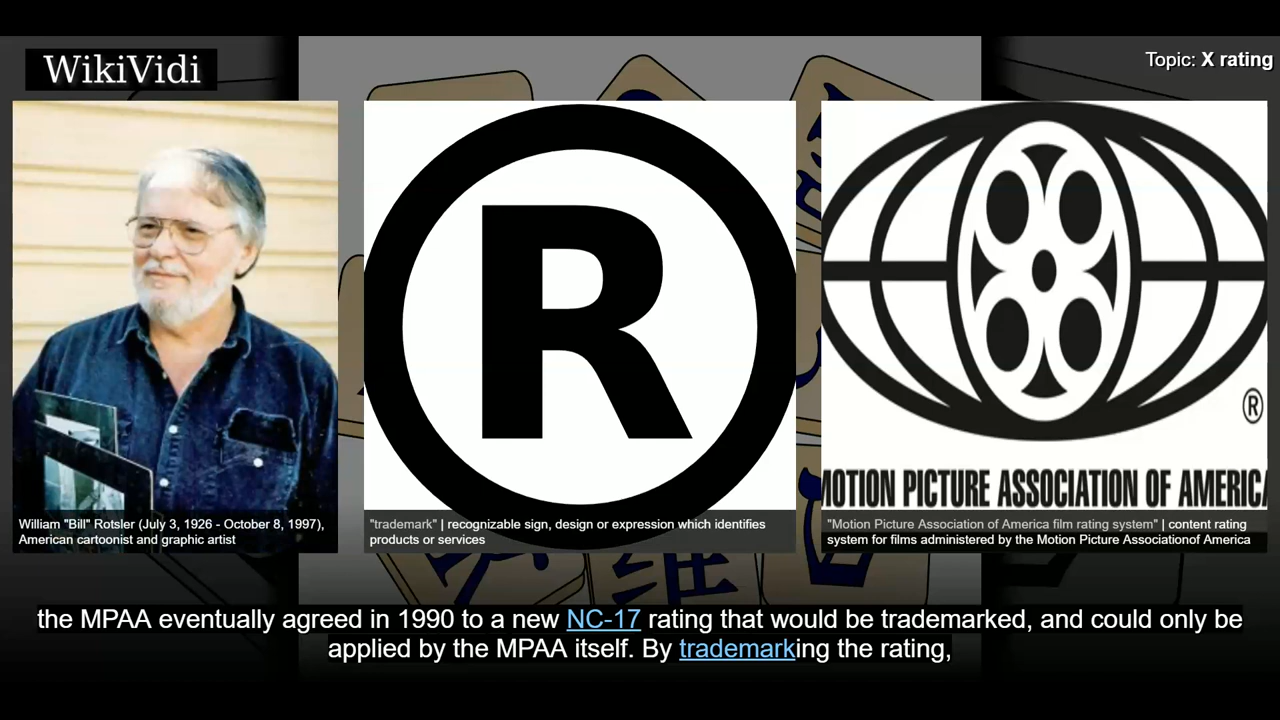 WikiVidi
Topic: X rating
R
®
MOTION PICTURE ASSOCIATION OF AMERICA
William "Bill" Rotsler (July 3, 1926 - October 8, 1997),
American cartoonist and graphic artist
"trademark" | recognizable sign, design or expression which identifies
products or services
"Motion Picture Association of America film rating system" | content rating
system for films administered by the Motion Picture Associationof America
the MPAA eventually agreed in 1990 to a new NC-17 rating that would be trademarked, and could only be
applied by the MPAA itself. By trademarking the rating,